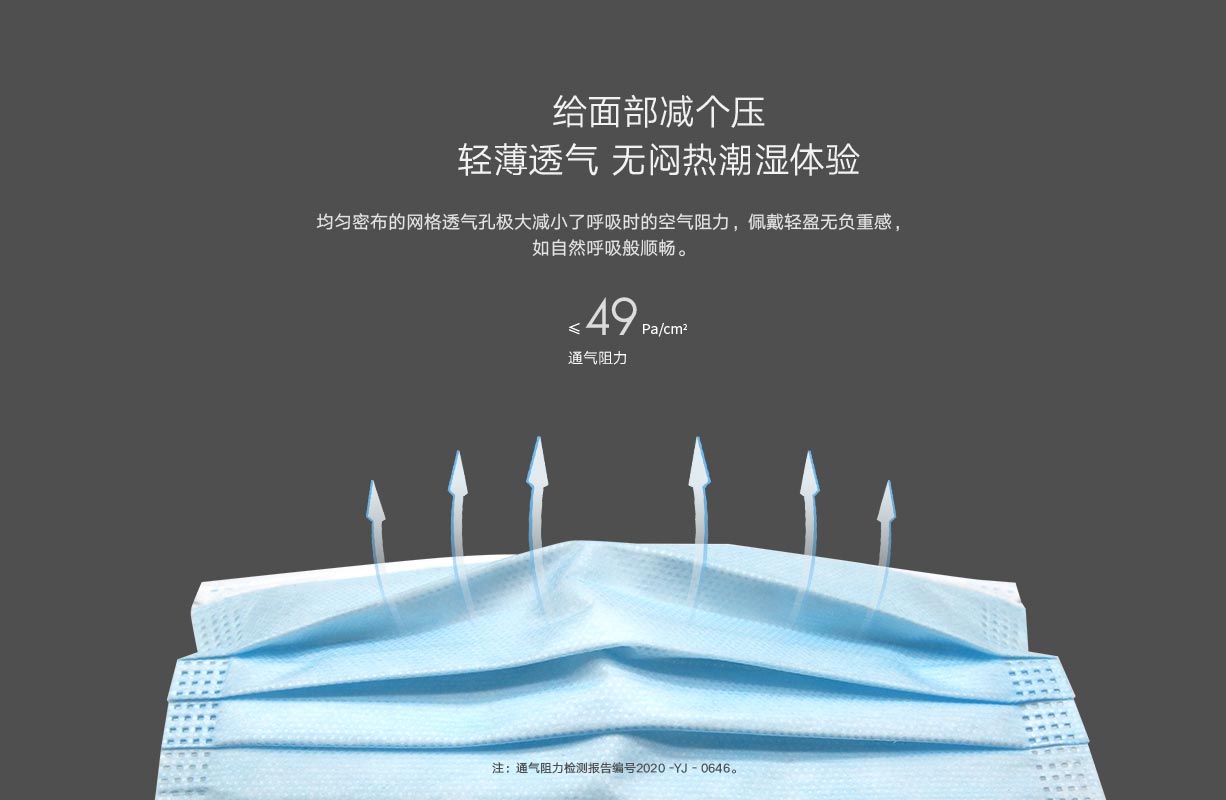 给面部减个压
轻薄透气 无闷热潮湿体验
均匀密布的网格透气孔极大减小了呼吸时的空气阻力，佩戴轻盈无负重感，
如自然呼吸般顺畅。
⩽ 49 Pa/cm²
通气阻力
注：通气阻力检测报告编号2020 -YJ - 0646。